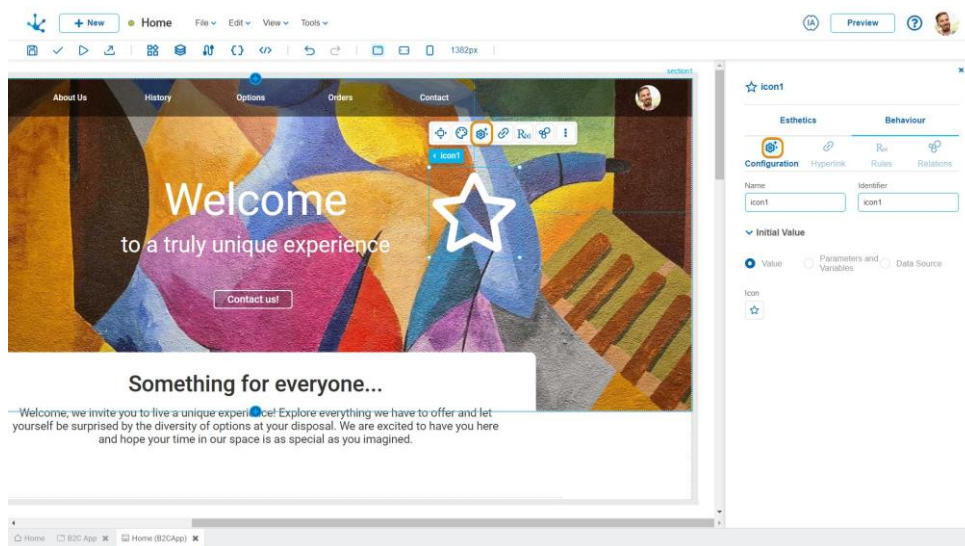 + New
Home
File
Edit
View
Tools
IA
Preview
?
1382px
section1
About Us
History
Options
Orders
Contact
icon1
Welcome
to a truly unique experience
Contact us!
Something for everyone...
Welcome, we invite you to live a unique experience! Explore everything we have to offer and let
yourself be surprised by the diversity of options at your disposal. We are excited to have you here
and hope your time in our space is as special as you imagined.
icon1
Esthetics
Behaviour
Configuration
Hyperlink
Rules
Relations
Name
Identifier
icon1
icon1
Initial Value
Value
Parameters and
Variables
Data Source
Icon
Home
B2C App
Home (B2CApp)